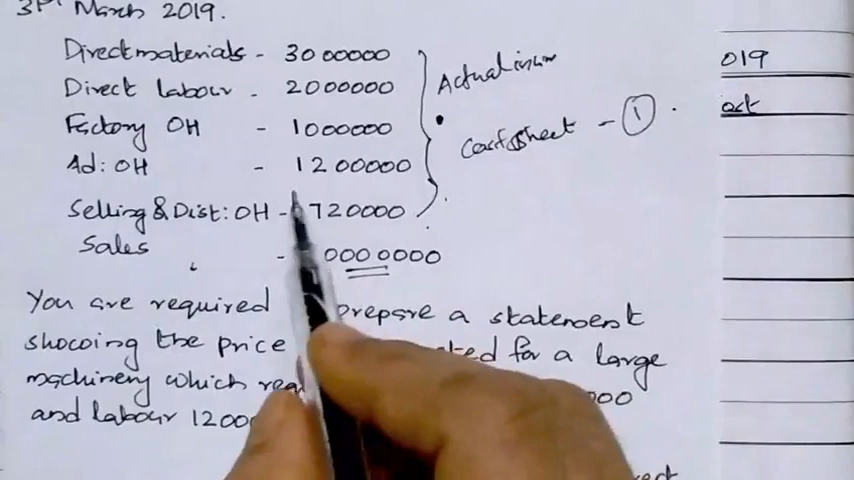 31st March 2019.
Direct materials - 3000000
Direct Labour - 2000000
Factory OH - 1000000
Ad: OH - 1200000
Selling & Dist: OH - 720000
Sales - 0000000
Actual
Cost Sheet - 1
019
You are required prepare a statement
showing the price for a large
machinery which
and labour 1200